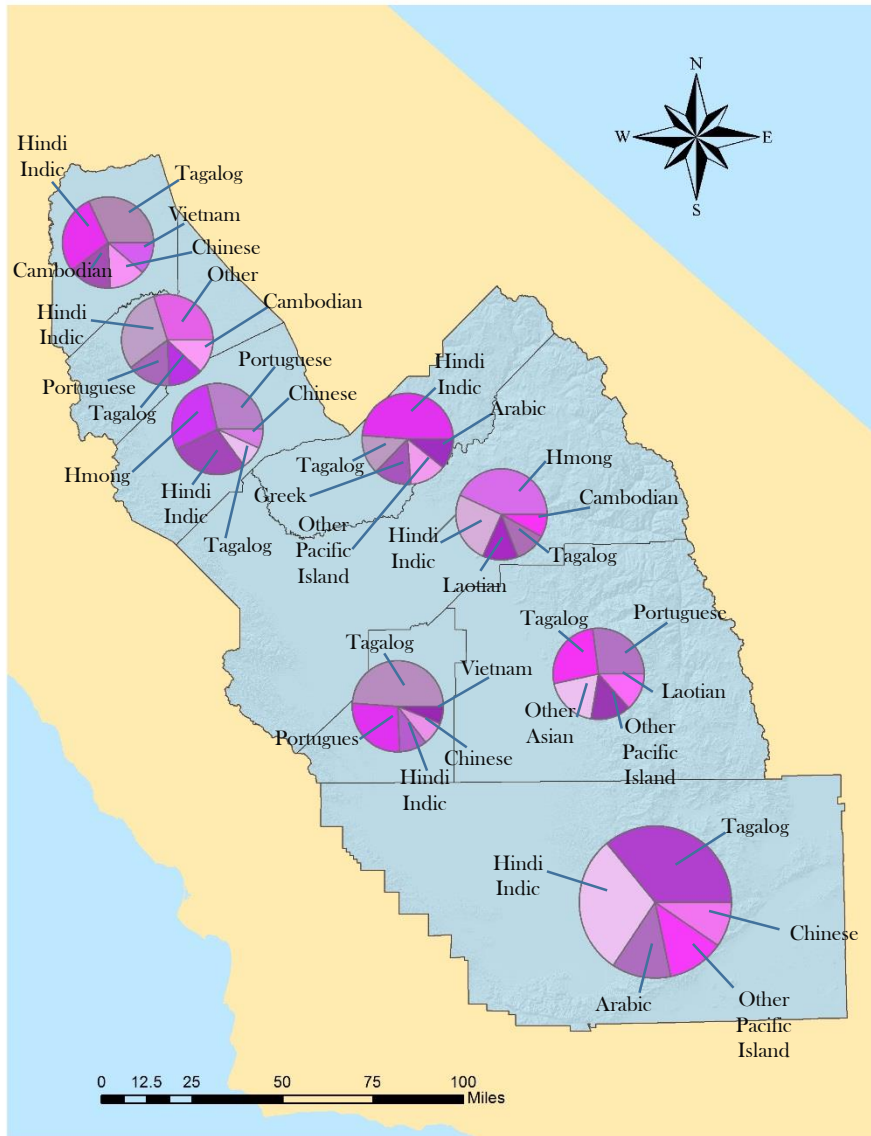 N
W
E
S
Hindi
Indic
Tagalog
Vietnam
Chinese
Cambodian
Other
Hindi
Indic
Cambodian
Portuguese
Tagalog
Portuguese
Chinese
Hmong
Hindi
Indic
Tagalog
Hindi
Indic
Arabic
Tagalog
Greek
Other
Pacific
Island
Hmong
Cambodian
Hindi
Indic
Tagalog
Laotian
Tagalog
Portuguese
Laotian
Other
Asian
Other
Pacific
Island
Tagalog
Vietnam
Portugues
Chinese
Hindi
Indic
Tagalog
Hindi
Indic
Chinese
Arabic
Other
Pacific
Island
0 12.5 25 50 75 100
Miles